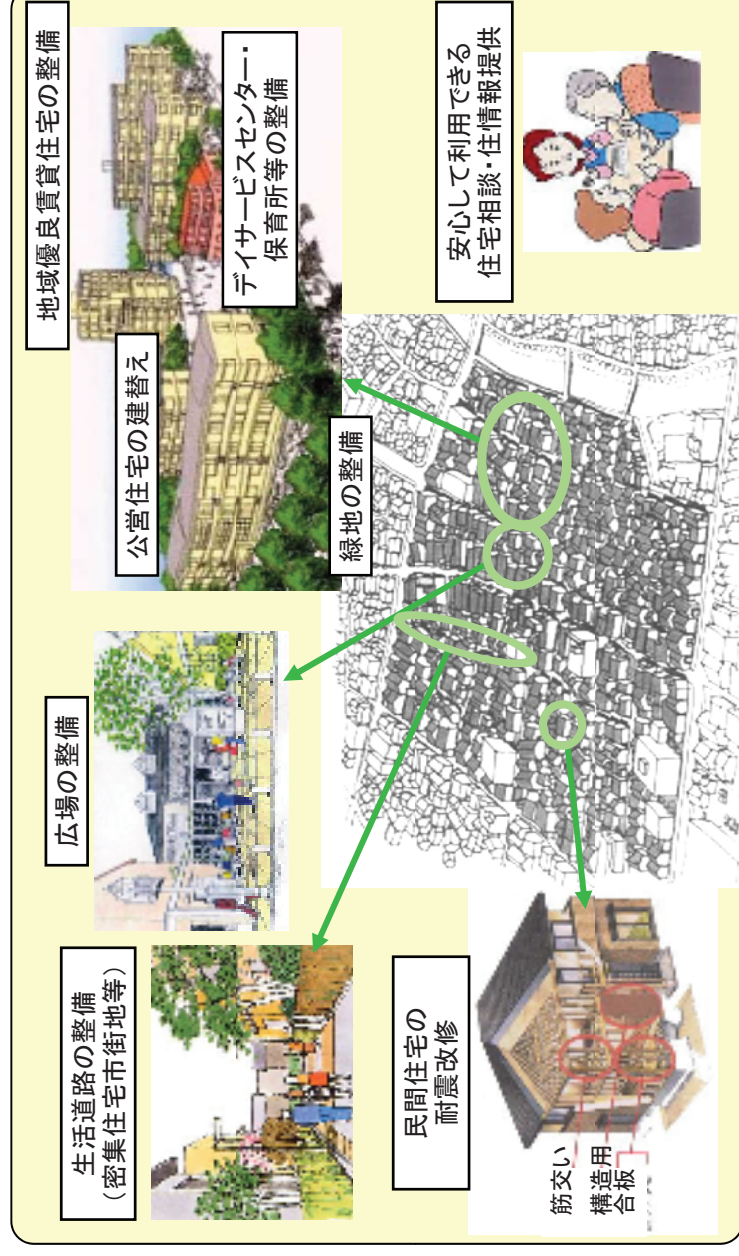 生活道路の整備
(密集住宅市街地等)
広場の整備
公営住宅の建替え
地域優良賃貸住宅の整備
デイサービスセンター・
保育所等の整備
緑地の整備
民間住宅の
耐震改修
筋交い
構造用
合板
安心して利用できる
住宅相談・住情報提供